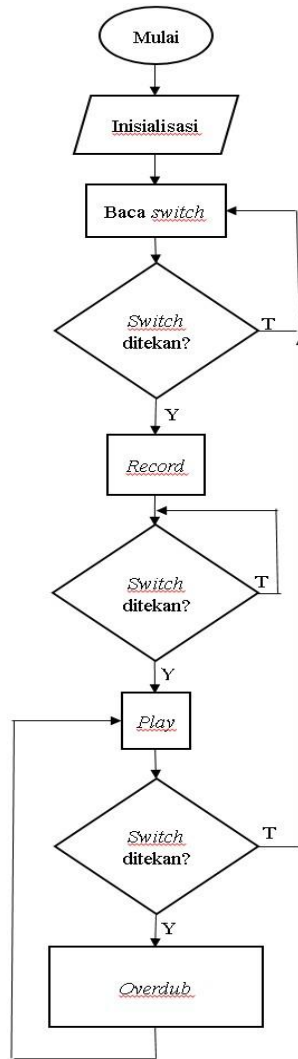 Mulai
Inisialisasi
Baca switch
Switch
ditekan?
T
Y
Record
Switch
ditekan?
T
Y
Play
Switch
ditekan?
T
Y
Overdub